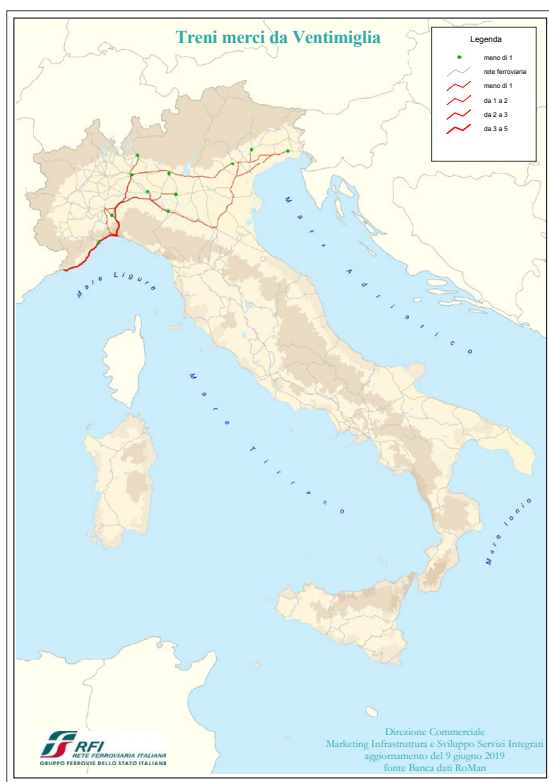 Treni merci da Ventimiglia
Legenda
meno di 1
rete ferroviaria
meno di 1
da 1 a 2
da 2 a 3
da 3 a 5
Mare Adriatico
Mare Ligure
Mare Tirreno
Mare Ionio
RFI
RETE FERROVIARIA ITALIANA
GRUPPO FERROVIE DELLO STATO ITALIANE
Direzione Commerciale
Marketing Infrastruttura e Sviluppo Servizi Integrati
aggiornamento del 9 giugno 2019
fonte Banca dati RoMan